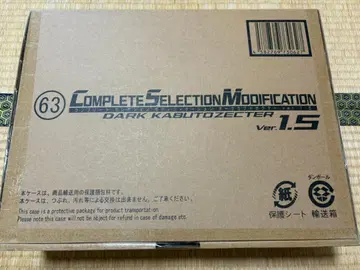 63 COMPLETE SELECTION MODIFICATION
DARK KABUTOZECTER
Ver. 1.5
本ケースは、商品輸送用の保護梱包材です。
本ケースは、つぶれ、汚れ等による交換は出来ません。ご了承ください。
This case is a protective package for product transportation.
Please note this case will not be object for refund in case of damage etc.
紙
保護シート
ダンボール
輸送箱